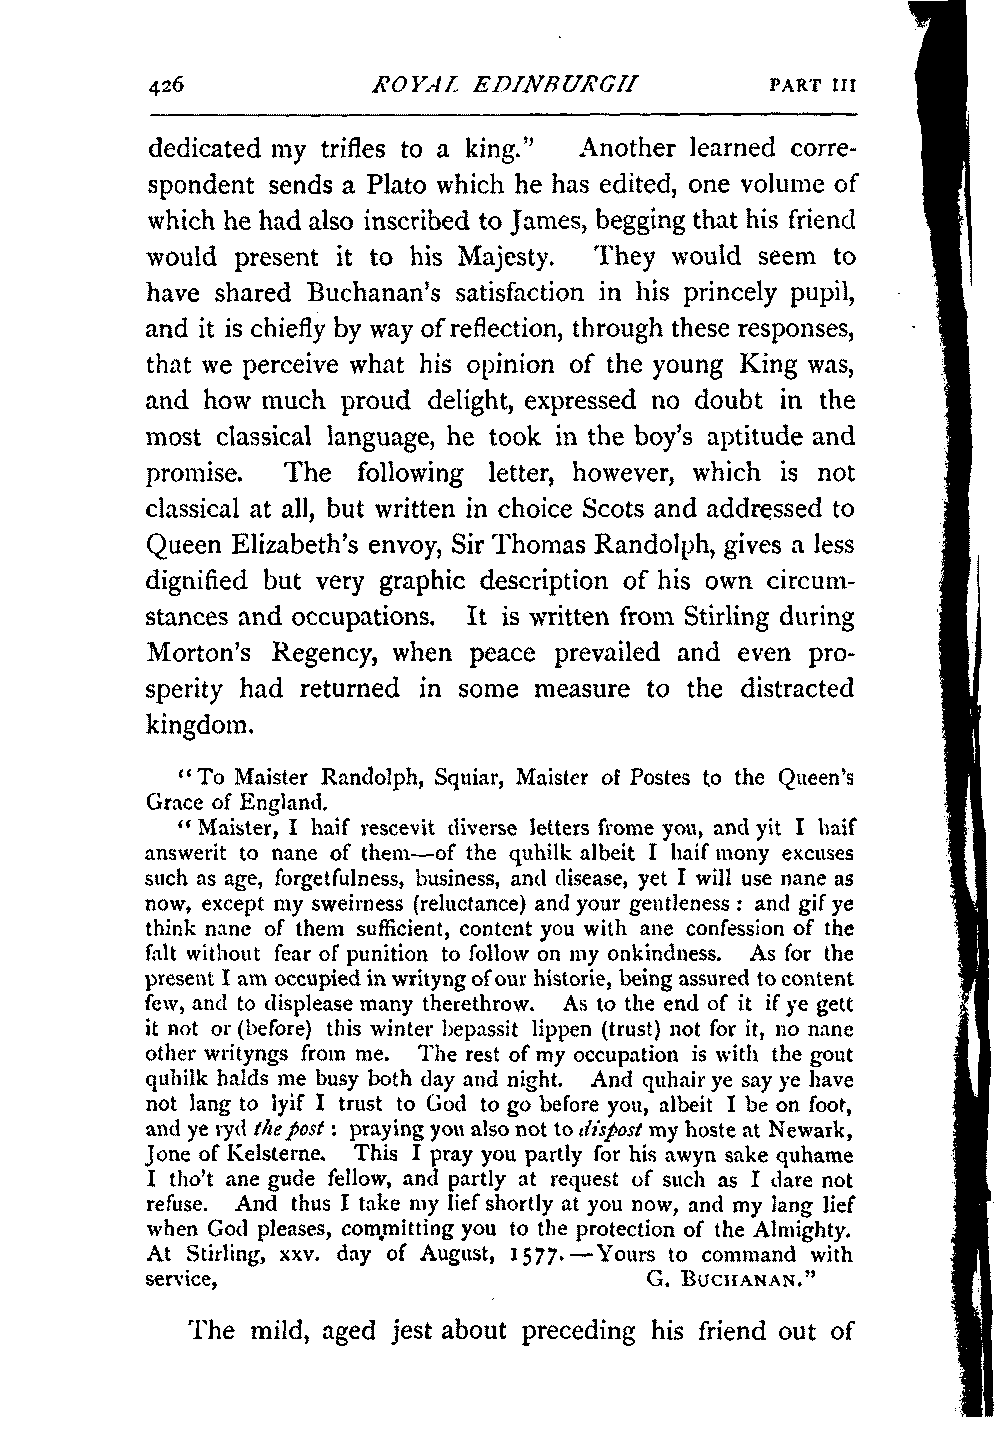 426 ROYAL EDINBURGH PART III
dedicated my trifles to a king." Another learned corre-
spondent sends a Plato which he has edited, one volume of
which he had also inscribed to James, begging that his friend
would present it to his Majesty. They would seem to
have shared Buchanan's satisfaction in his princely pupil,
and it is chiefly by way of reflection, through these responses,
that we perceive what his opinion of the young King was,
and how much proud delight, expressed no doubt in the
most classical language, he took in the boy's aptitude and
promise. The following letter, however, which is not
classical at all, but written in choice Scots and addressed to
Queen Elizabeth's envoy, Sir Thomas Randolph, gives a less
dignified but very graphic description of his own circum-
stances and occupations. It is written from Stirling during
Morton's Regency, when peace prevailed and even pro-
sperity had returned in some measure to the distracted
kingdom.
"To Maister Randolph, Squiar, Maister of Postes to the Queen's
Grace of England.
"Maister, I haif rescevit diverse letters frome you, and yit I haif
answerit to nane of them—of the quhilk albeit I haif mony excuses
such as age, forgetfulness, business, and disease, yet I will use nane as
now, except my sweirness (reluctance) and your gentleness: and gif ye
think nane of them sufficient, content you with ane confession of the
falt without fear of punition to follow on my onkindness. As for the
present I am occupied in writyng of our historie, being assured to content
few, and to displease many therethrow. As to the end of it if ye gett
it not or (before) this winter bepassit lippen (trust) not for it, no nane
other writyngs from me. The rest of my occupation is with the gout
quhilk halds me busy both day and night. And quhair ye say ye have
not lang to lyif I trust to God to go before you, albeit I be on foot,
and ye ryd the post: praying you also not to dispost my hoste at Newark,
Jone of Kelsterne. This I pray you partly for his awyn sake quhame
I tho't ane gude fellow, and partly at request of such as I dare not
refuse. And thus I take my lief shortly at you now, and my lang lief
when God pleases, committing you to the protection of the Almighty.
At Stirling, xxv. day of August, 1577.—Yours to command with
service, G. BUCHANAN."
The mild, aged jest about preceding his friend out of